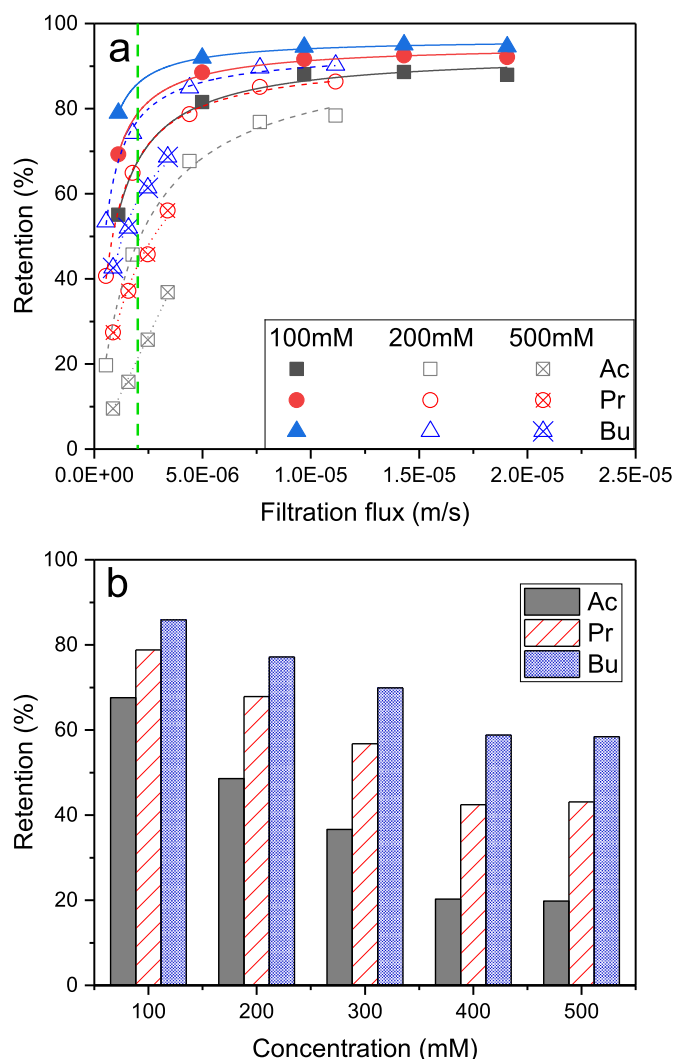 a
Retention (%)
100
80
60
40
20
0
100mM 200mM 500mM
Ac
Pr
Bu
0.0E+00 5.0E-06 1.0E-05 1.5E-05 2.0E-05 2.5E-05
Filtration flux (m/s)
b
Retention (%)
100
80
60
40
20
0
Ac
Pr
Bu
100 200 300 400 500
Concentration (mM)